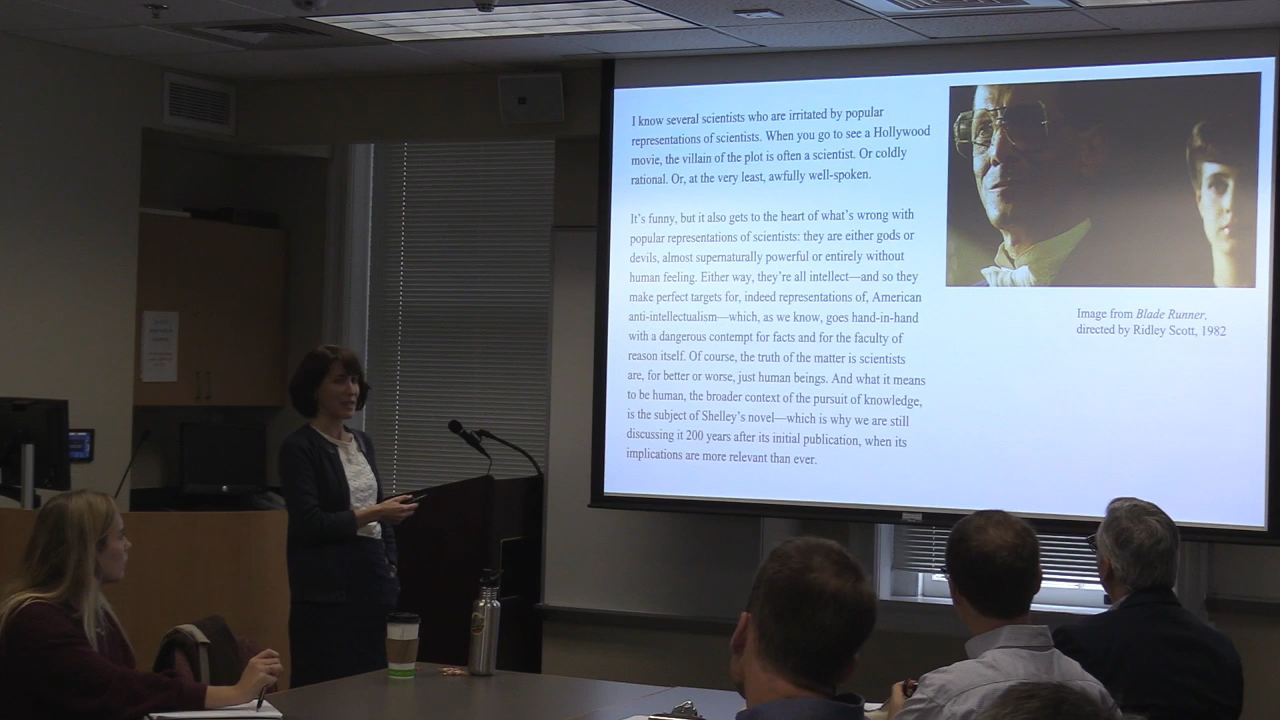 I know several scientists who are irritated by popular
representations of scientists. When you go to see a Hollywood
movie, the villain of the plot is often a scientist. Or coldly
rational. Or, at the very least, awfully well-spoken.
It's funny, but it also gets to the heart of what's wrong with
popular representations of scientists: they are either gods or
devils, almost supernaturally powerful or entirely without
human feeling. Either way, they're all intellect—and so they
make perfect targets for, indeed representations of, American
anti-intellectualism—which, as we know, goes hand-in-hand
with a dangerous contempt for facts and for the faculty of
reason itself. Of course, the truth of the matter is scientists
are, for better or worse, just human beings. And what it means
to be human, the broader context of the pursuit of knowledge,
is the subject of Shelley's novel—which is why we are still
discussing it 200 years after its initial publication, when its
implications are more relevant than ever.
Image from Blade Runner,
directed by Ridley Scott, 1982